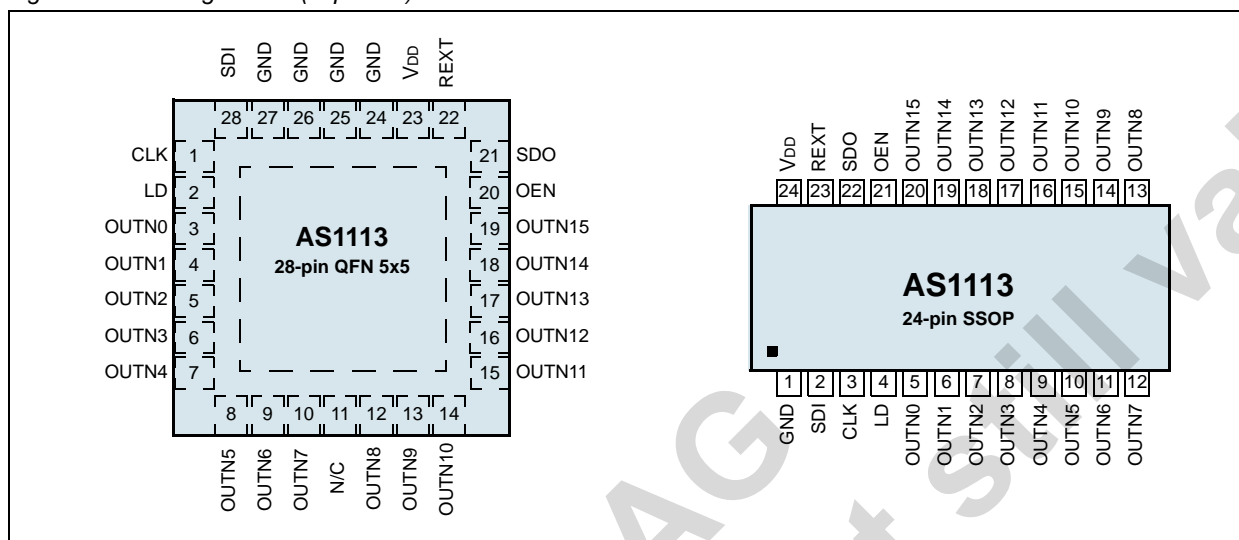 SDI GND GND GND GND VDD REXT
28 27 26 25 24 23 22
CLK 1 21 SDO
LD 2 20 OEN
OUTN0 3 19 OUTN15
OUTN1 4 18 OUTN14
OUTN2 5 17 OUTN13
OUTN3 6 16 OUTN12
OUTN4 7 15 OUTN11
AS1113
28-pin QFN 5x5
8 9 10 11 12 13 14
OUTN5 OUTN6 OUTN7 N/C OUTN8 OUTN9 OUTN10
VDD REXT SDO OEN OUTN15 OUTN14 OUTN13 OUTN12 OUTN11 OUTN10 OUTN9 OUTN8
24 23 22 21 20 19 18 17 16 15 14 13
AS1113
24-pin SSOP
1 2 3 4 5 6 7 8 9 10 11 12
GND SDI CLK LD OUTN0 OUTN1 OUTN2 OUTN3 OUTN4 OUTN5 OUTN6 OUTN7
AG
still